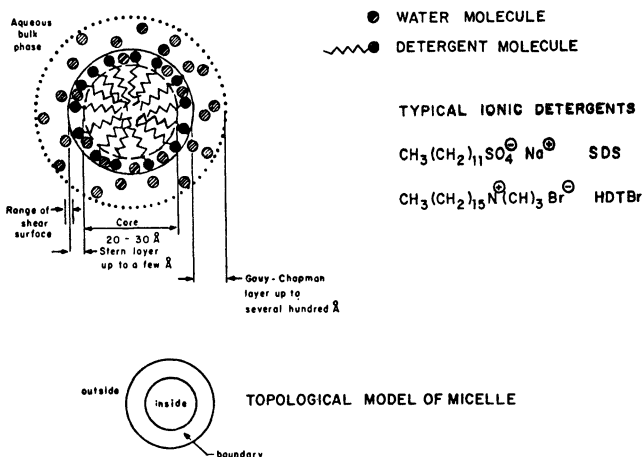 Aqueous
bulk
phase
WATER MOLECULE
DETERGENT MOLECULE
TYPICAL IONIC DETERGENTS
CH₃(CH₂)₁₁SO₄⊖ Na⊕ SDS
CH₃(CH₂)₁₅N⊕(CH)₃ Br⊖ HDTBr
Range of
shear
surface
Core
20 - 30 Å
Stern layer
up to a few Å
Gouy-Chapman
layer up to
several hundred Å
outside
inside
boundary
TOPOLOGICAL MODEL OF MICELLE